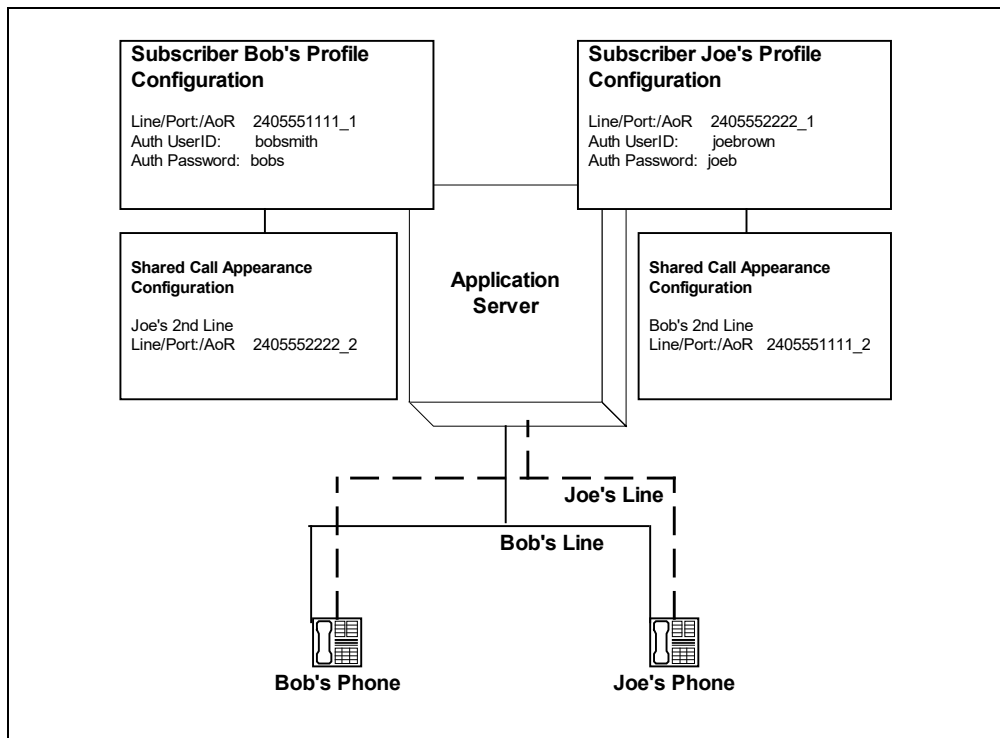 Subscriber Bob's Profile
Configuration
Line/Port:/AoR 2405551111_1
Auth UserID: bobsmith
Auth Password: bobs
Subscriber Joe's Profile
Configuration
Line/Port:/AoR 2405552222_1
Auth UserID: joebrown
Auth Password: joeb
Shared Call Appearance
Configuration
Joe's 2nd Line
Line/Port:/AoR 2405552222_2
Application
Server
Shared Call Appearance
Configuration
Bob's 2nd Line
Line/Port:/AoR 2405551111_2
Joe's Line
Bob's Line
Bob's Phone
Joe's Phone